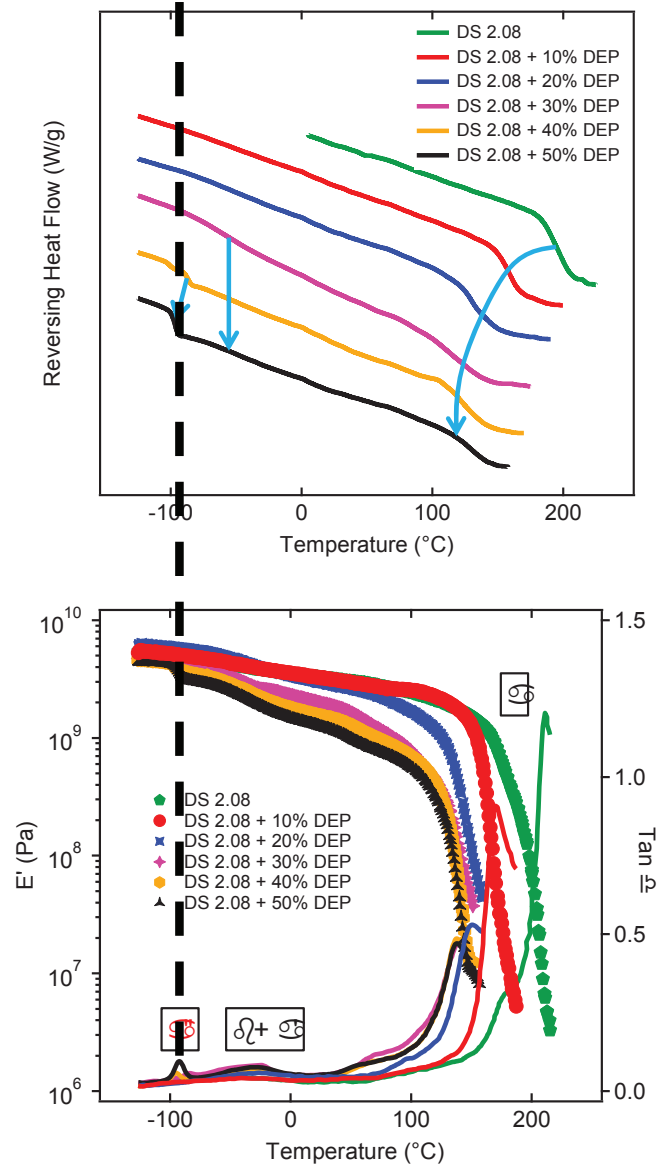 DS 2.08
DS 2.08 + 10% DEP
DS 2.08 + 20% DEP
DS 2.08 + 30% DEP
DS 2.08 + 40% DEP
DS 2.08 + 50% DEP
Reversing Heat Flow (W/g)
-100
0
100
200
Temperature (°C)
10^10
10^9
10^8
10^7
10^6
E' (Pa)
1.5
1.0
0.5
0.0
♋
DS 2.08
DS 2.08 + 10% DEP
DS 2.08 + 20% DEP
DS 2.08 + 30% DEP
DS 2.08 + 40% DEP
DS 2.08 + 50% DEP
♌+ ♋
-100
0
100
200
Temperature (°C)